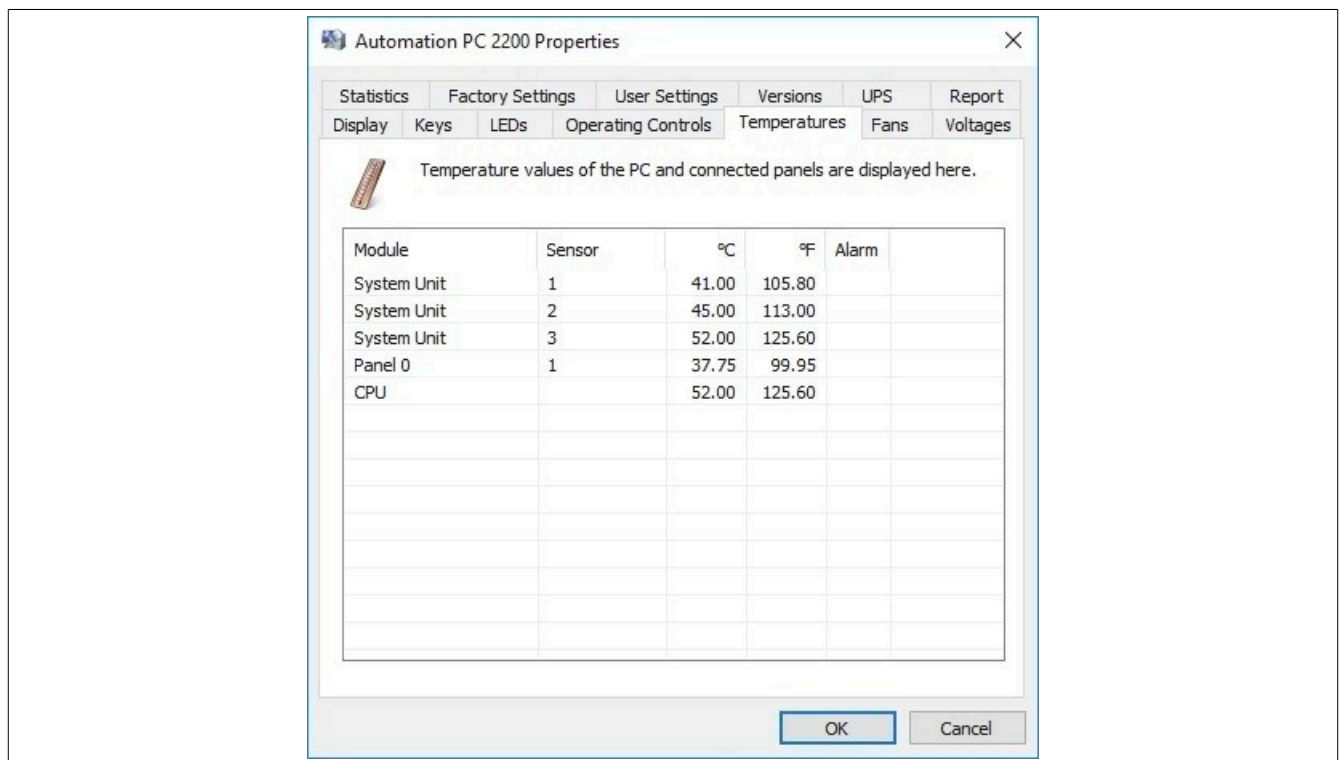 Automation PC 2200 Properties
Statistics Factory Settings User Settings Versions UPS Report
Display Keys LEDs Operating Controls Temperatures Fans Voltages
Temperature values of the PC and connected panels are displayed here.
Module Sensor °C °F Alarm
System Unit 1 41.00 105.80
System Unit 2 45.00 113.00
System Unit 3 52.00 125.60
Panel 0 1 37.75 99.95
CPU 52.00 125.60
OK Cancel